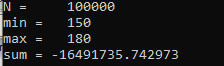 N =     100000
min =   150
max =   180
sum = -16491735.742973